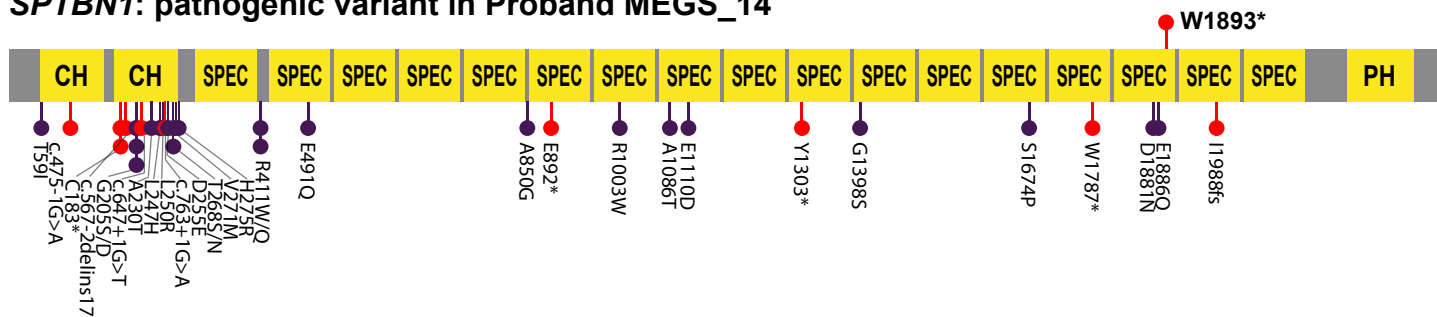 SPTBN1: pathogenic variant in Proband MEGS_14
W1893*
CH CH SPEC SPEC SPEC SPEC SPEC SPEC SPEC SPEC SPEC SPEC SPEC SPEC SPEC SPEC SPEC SPEC SPEC PH
T59I
c.475-1G>A
C183*
c.567-2delins17
G205S/D
c.647+1G>T
A230T
L247H
L250R
c.763+1G>A
D255E
T268S/N
V271M
H275R
R411W/Q
E491Q
A850G
E892*
R1003W
A1086T
E1110D
Y1303*
G1398S
S1674P
W1787*
D1881N
E1886Q
I1988fs